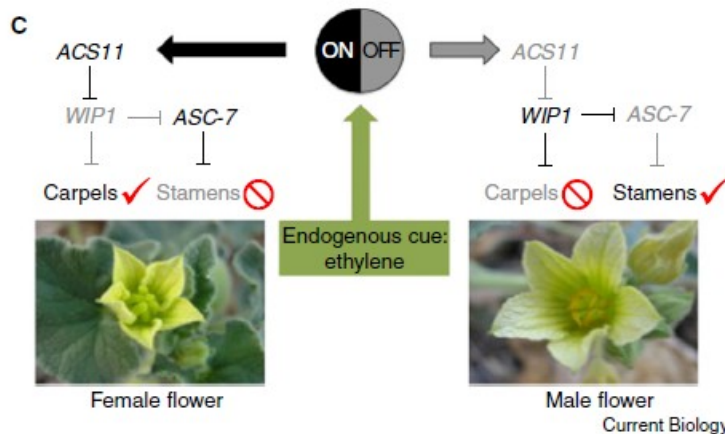 C
ON OFF
ACS11
WIP1
ASC-7
Carpels
Stamens
Endogenous cue:
ethylene
ACS11
WIP1
ASC-7
Carpels
Stamens
Female flower
Male flower
Current Biology